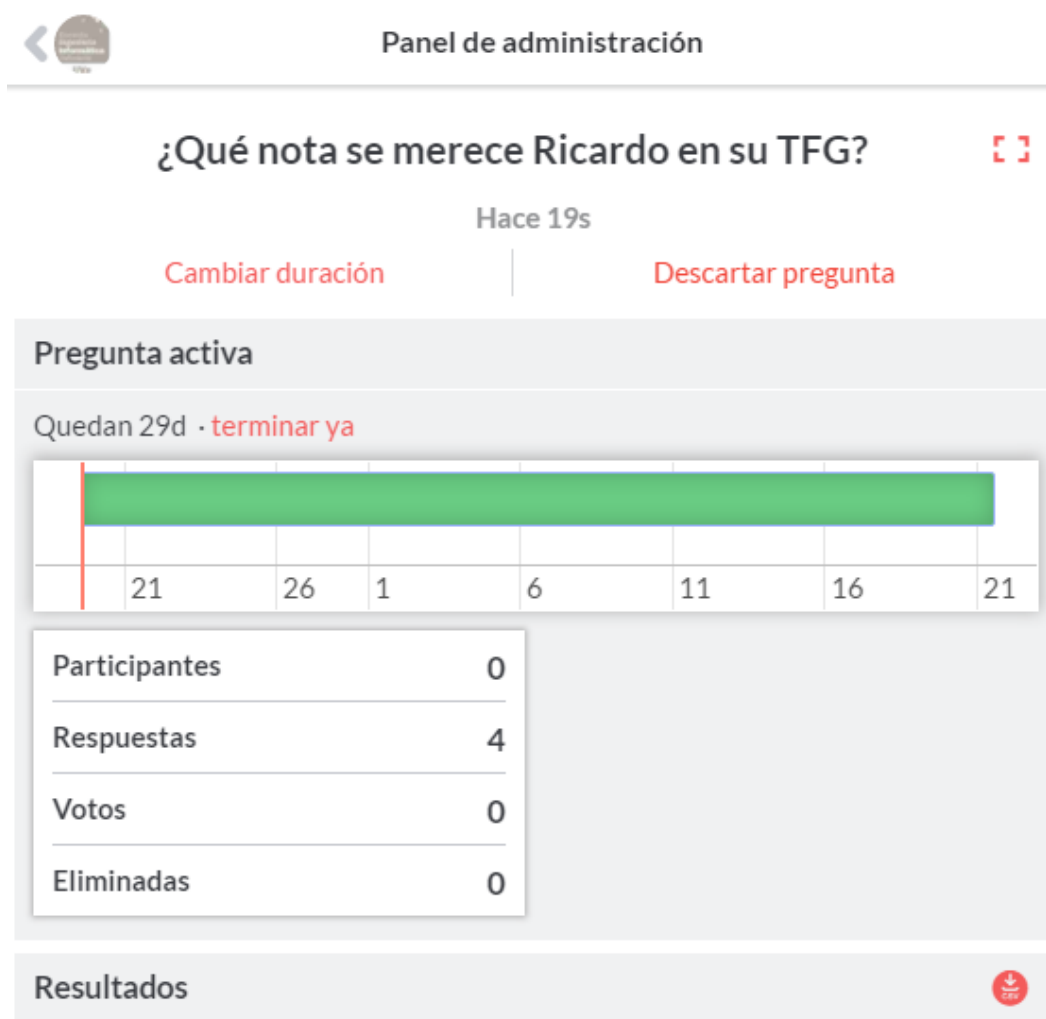 Panel de administración
¿Qué nota se merece Ricardo en su TFG?
Hace 19s
Cambiar duración
Descartar pregunta
Pregunta activa
Quedan 29d · terminar ya
21 26 1 6 11 16 21
Participantes 0
Respuestas 4
Votos 0
Eliminadas 0
Resultados
CSV